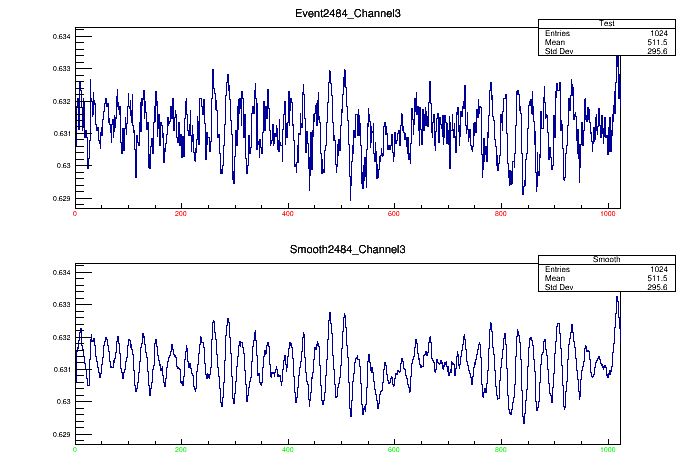 Event2484_Channel3
Test
Entries 1024
Mean 511.5
Std Dev 295.6
0.634
0.633
0.632
0.631
0.63
0.629
0 200 400 600 800 1000
Smooth2484_Channel3
Smooth
Entries 1024
Mean 511.5
Std Dev 295.6
0.634
0.633
0.632
0.631
0.63
0.629
0 200 400 600 800 1000